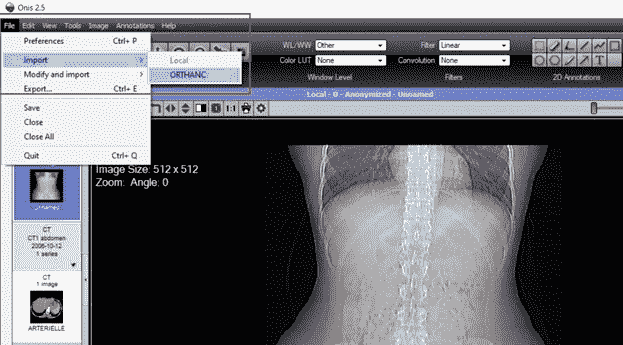 Onis 2.5
File Edit View Tools Image Annotations Help
Preferences Ctrl+ P
Import
Modify and import
Export... Ctrl+ E
Save
Close
Close All
Quit Ctrl+ Q
Local
ORTHANC
WL/WW Other
Color LUT None
Window Level
Filter Linear
Convolution None
Filters
2D Annotations
Local - 0 - Anonymized - Unnamed
1:1
Image Size: 512 x 512
Zoom: Angle: 0
Unnamed
CT
CT1 abdomen
2006-10-12
1 series
CT
1 image
ARTERIELLE